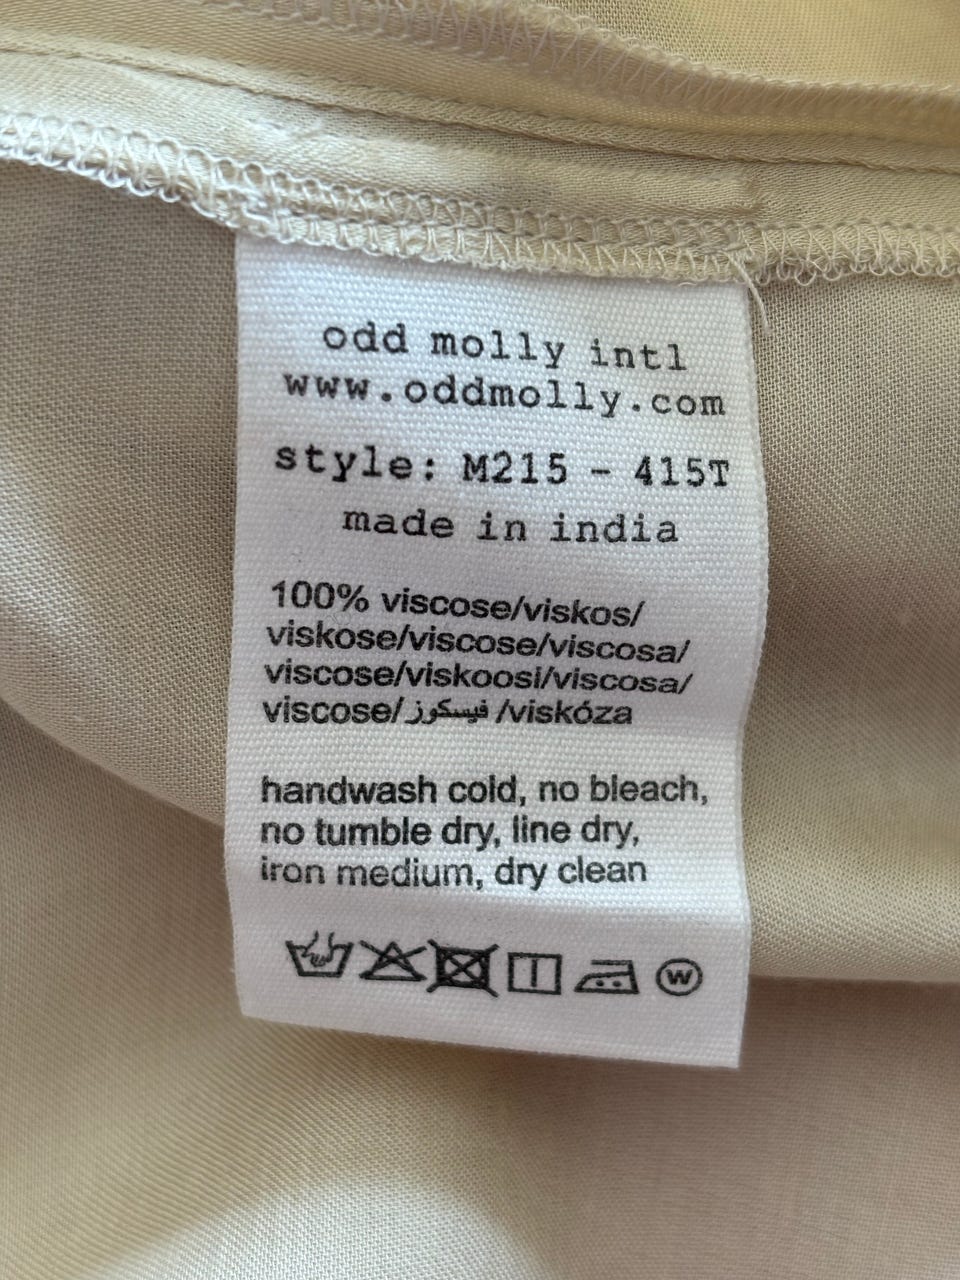 odd molly intl
www.oddmolly.com
style: M215 - 415T
made in india
100% viscose/viskos/
viskose/viscose/viscosa/
viscose/viskoosi/viscosa/
viscose/فيسكوز/viskóza
handwash cold, no bleach,
no tumble dry, line dry,
iron medium, dry clean
W